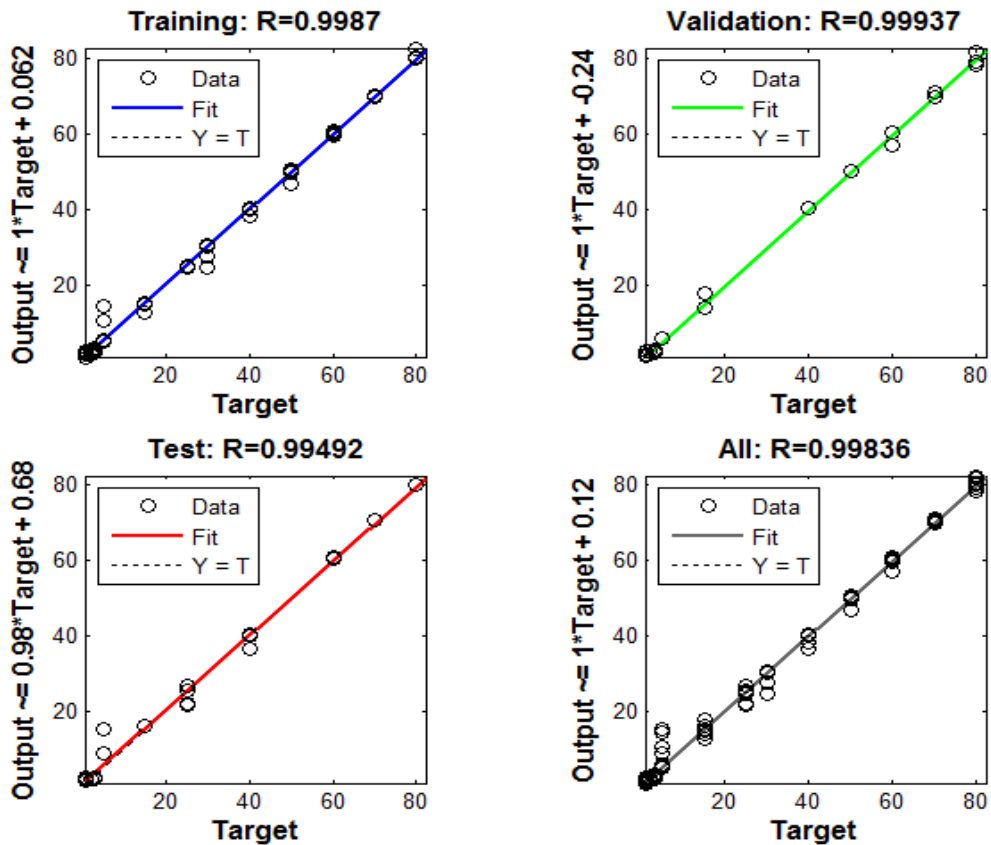 Training: R=0.9987
Output ~= 1*Target + 0.062
80
60
40
20
Data
Fit
Y = T
20 40 60 80
Target
Validation: R=0.99937
Output ~= 1*Target + -0.24
80
60
40
20
Data
Fit
Y = T
20 40 60 80
Target
Test: R=0.99492
Output ~= 0.98*Target + 0.68
80
60
40
20
Data
Fit
Y = T
20 40 60 80
Target
All: R=0.99836
Output ~= 1*Target + 0.12
80
60
40
20
Data
Fit
Y = T
20 40 60 80
Target